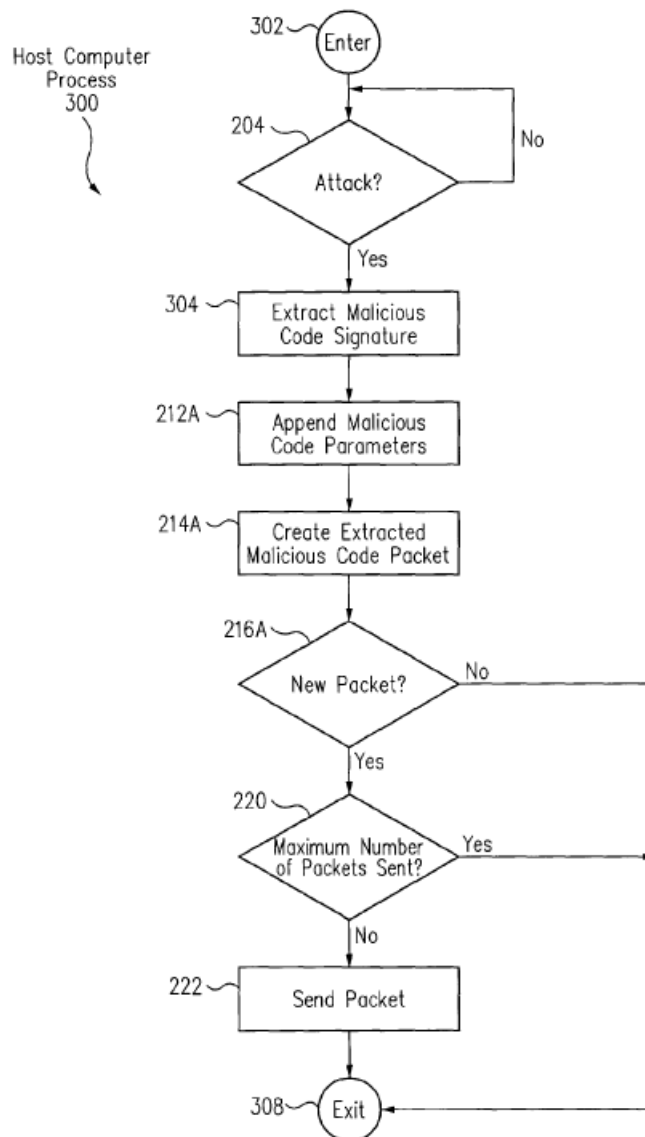 302
Enter
Host Computer
Process
300
204
Attack?
No
Yes
304
Extract Malicious
Code Signature
212A
Append Malicious
Code Parameters
214A
Create Extracted
Malicious Code Packet
216A
New Packet?
No
Yes
220
Maximum Number
of Packets Sent?
Yes
No
222
Send Packet
308
Exit